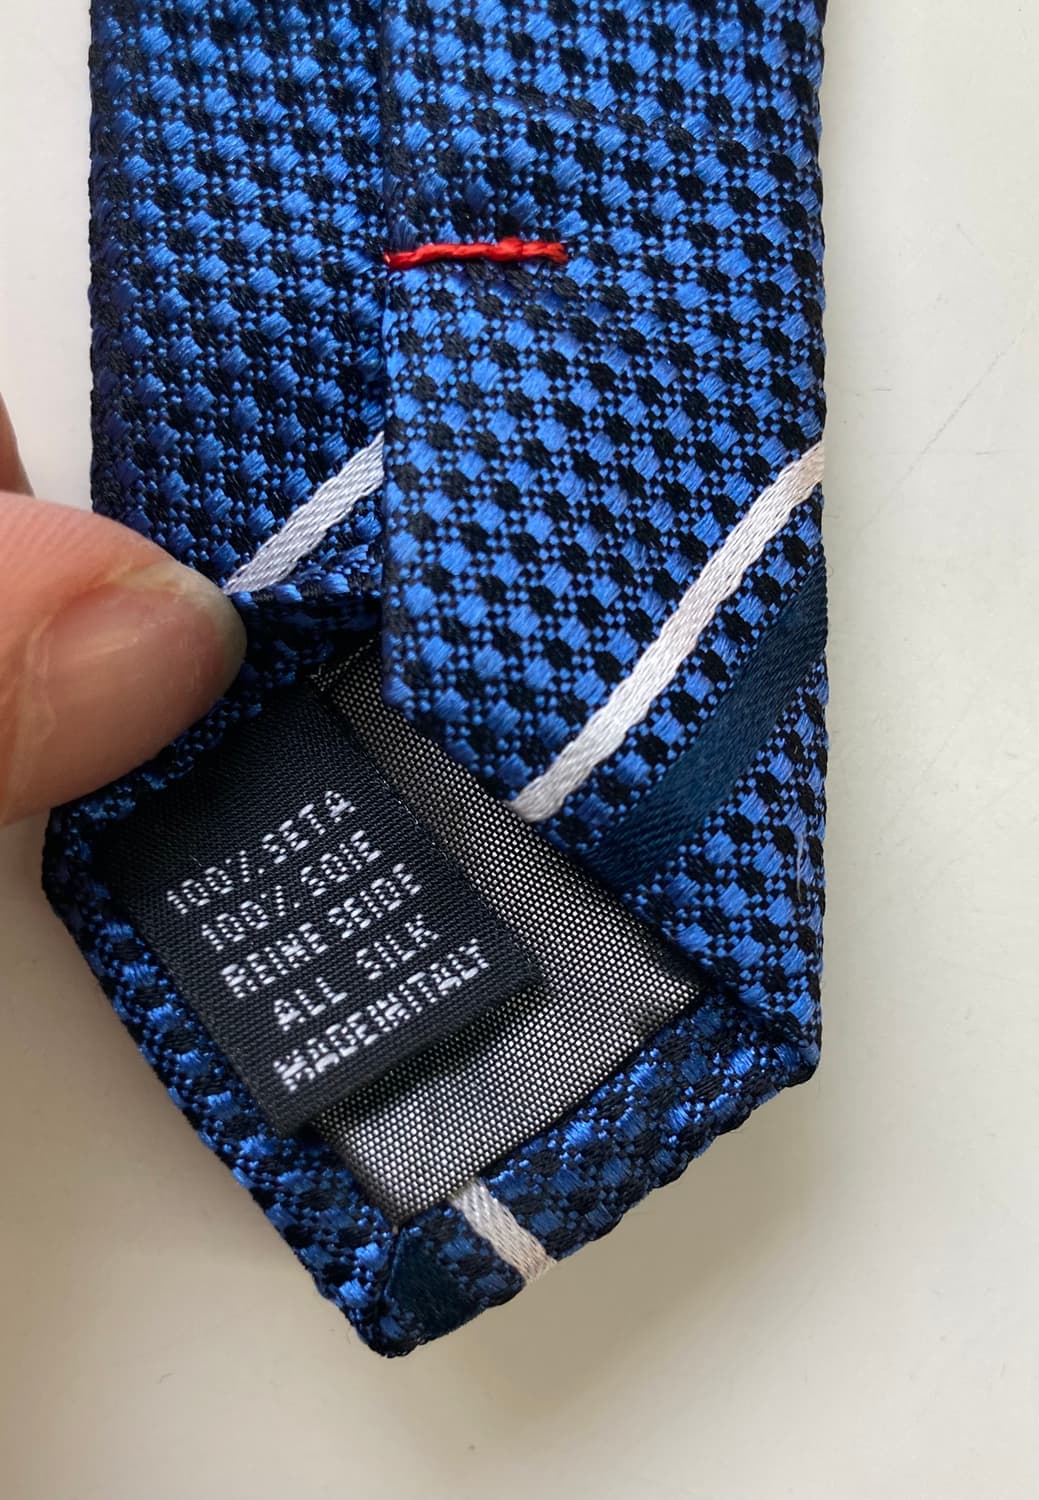 100% SETA
100% SOIE
REINE SEIDE
ALL SILK
MADE IN ITALY